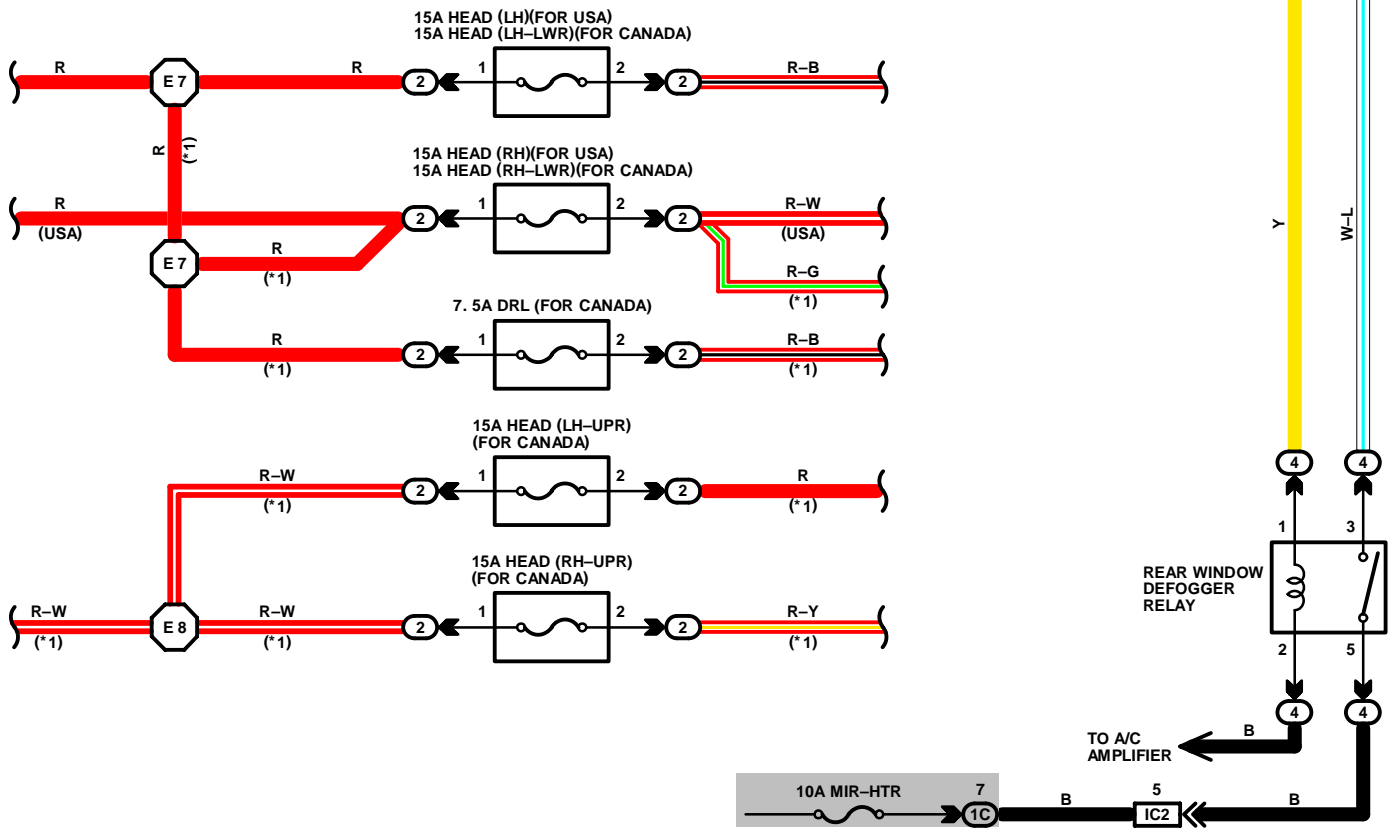 15A HEAD (LH)(FOR USA)
15A HEAD (LH–LWR)(FOR CANADA)
R
E 7
R
2
1
2
2
R–B
R
(*1)
15A HEAD (RH)(FOR USA)
15A HEAD (RH–LWR)(FOR CANADA)
R
(USA)
2
1
2
2
R–W
(USA)
E 7
R
(*1)
R–G
(*1)
7. 5A DRL (FOR CANADA)
R
(*1)
2
1
2
2
R–B
(*1)
15A HEAD (LH–UPR)
(FOR CANADA)
R–W
(*1)
2
1
2
2
R
(*1)
15A HEAD (RH–UPR)
(FOR CANADA)
R–W
(*1)
E 8
R–W
(*1)
2
1
2
2
R–Y
(*1)
Y
W–L
4
4
1
3
REAR WINDOW
DEFOGGER
RELAY
2
5
4
4
TO A/C
AMPLIFIER
B
10A MIR–HTR
7
1C
B
5
IC2
B